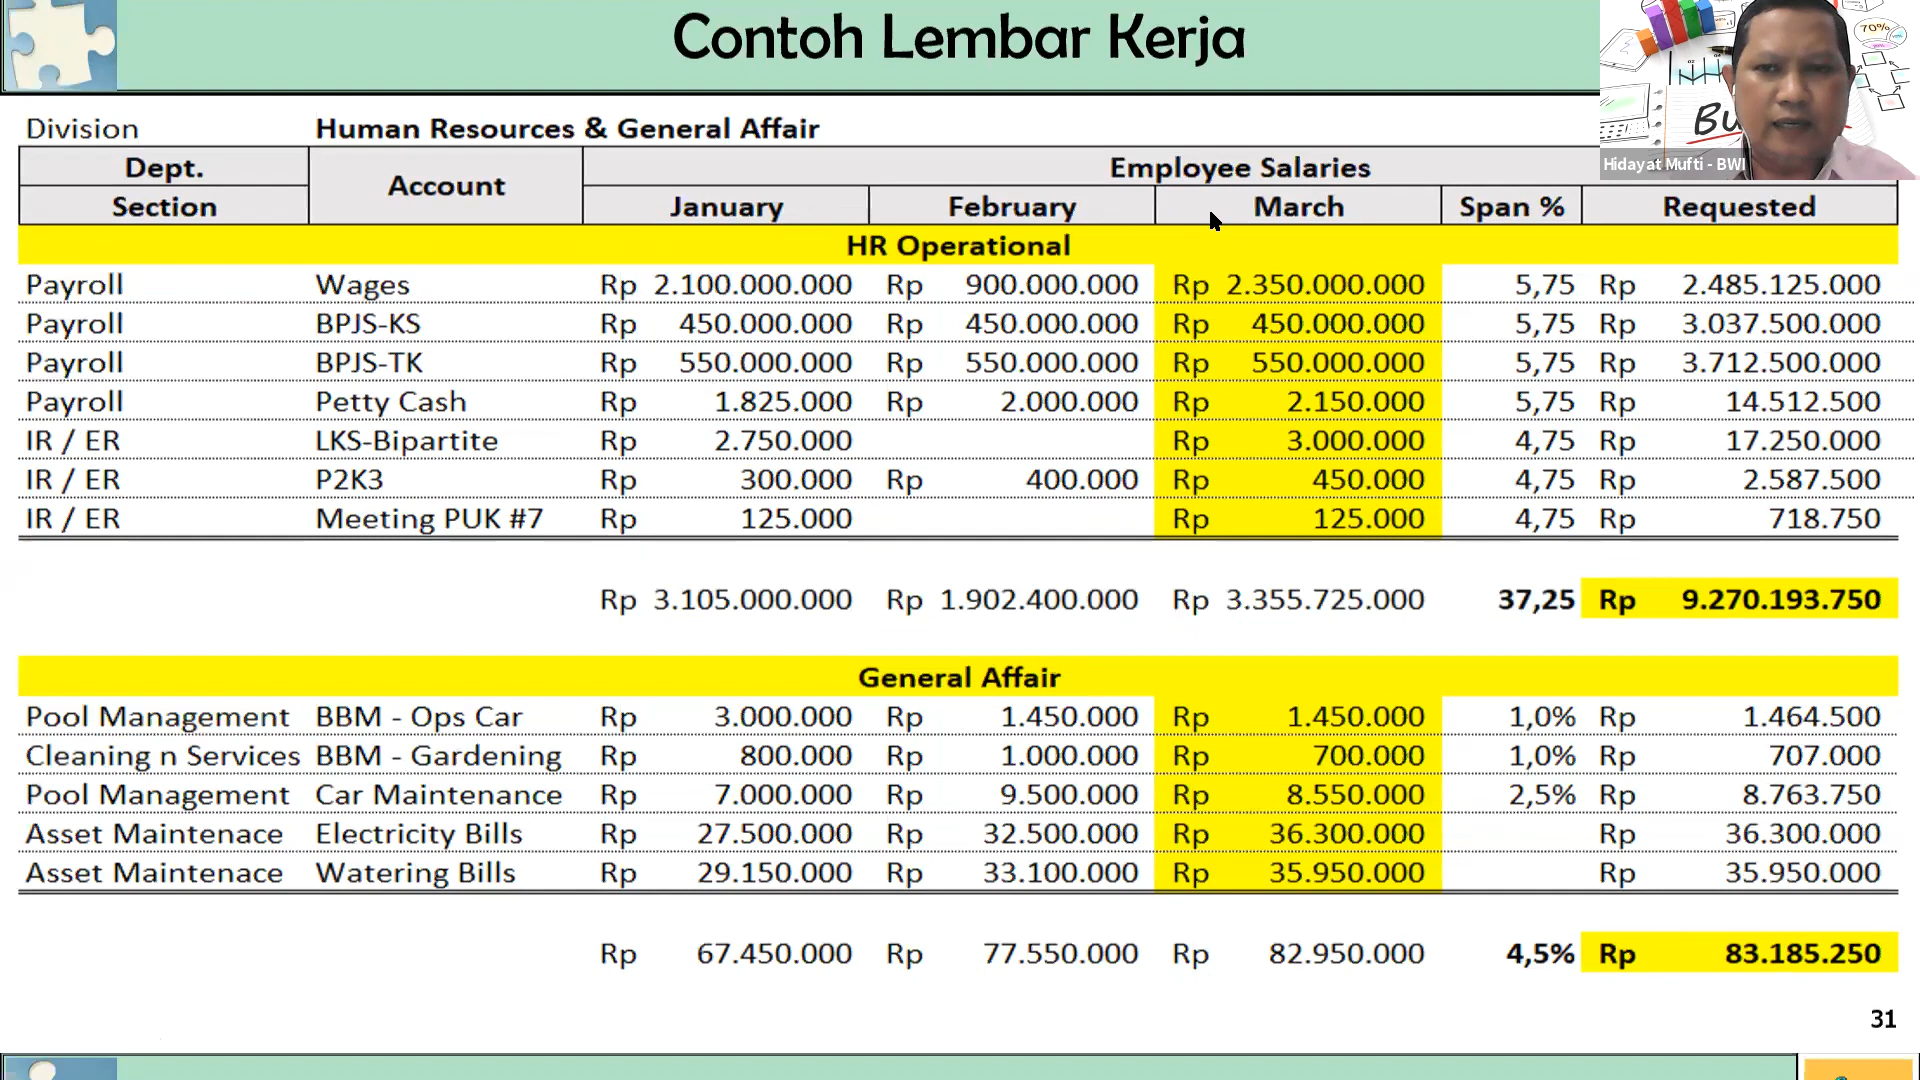 Contoh Lembar Kerja
70%
Bu
Hidayat Mufti - BWI
Division Human Resources & General Affair
Dept. Account Employee Salaries
Section January February March Span % Requested
HR Operational
Payroll Wages Rp 2.100.000.000 Rp 900.000.000 Rp 2.350.000.000 5,75 Rp 2.485.125.000
Payroll BPJS-KS Rp 450.000.000 Rp 450.000.000 Rp 450.000.000 5,75 Rp 3.037.500.000
Payroll BPJS-TK Rp 550.000.000 Rp 550.000.000 Rp 550.000.000 5,75 Rp 3.712.500.000
Payroll Petty Cash Rp 1.825.000 Rp 2.000.000 Rp 2.150.000 5,75 Rp 14.512.500
IR / ER LKS-Bipartite Rp 2.750.000 Rp 3.000.000 4,75 Rp 17.250.000
IR / ER P2K3 Rp 300.000 Rp 400.000 Rp 450.000 4,75 Rp 2.587.500
IR / ER Meeting PUK #7 Rp 125.000 Rp 125.000 4,75 Rp 718.750
Rp 3.105.000.000 Rp 1.902.400.000 Rp 3.355.725.000 37,25 Rp 9.270.193.750
General Affair
Pool Management BBM - Ops Car Rp 3.000.000 Rp 1.450.000 Rp 1.450.000 1,0% Rp 1.464.500
Cleaning n Services BBM - Gardening Rp 800.000 Rp 1.000.000 Rp 700.000 1,0% Rp 707.000
Pool Management Car Maintenance Rp 7.000.000 Rp 9.500.000 Rp 8.550.000 2,5% Rp 8.763.750
Asset Maintenace Electricity Bills Rp 27.500.000 Rp 32.500.000 Rp 36.300.000 Rp 36.300.000
Asset Maintenace Watering Bills Rp 29.150.000 Rp 33.100.000 Rp 35.950.000 Rp 35.950.000
Rp 67.450.000 Rp 77.550.000 Rp 82.950.000 4,5% Rp 83.185.250
31